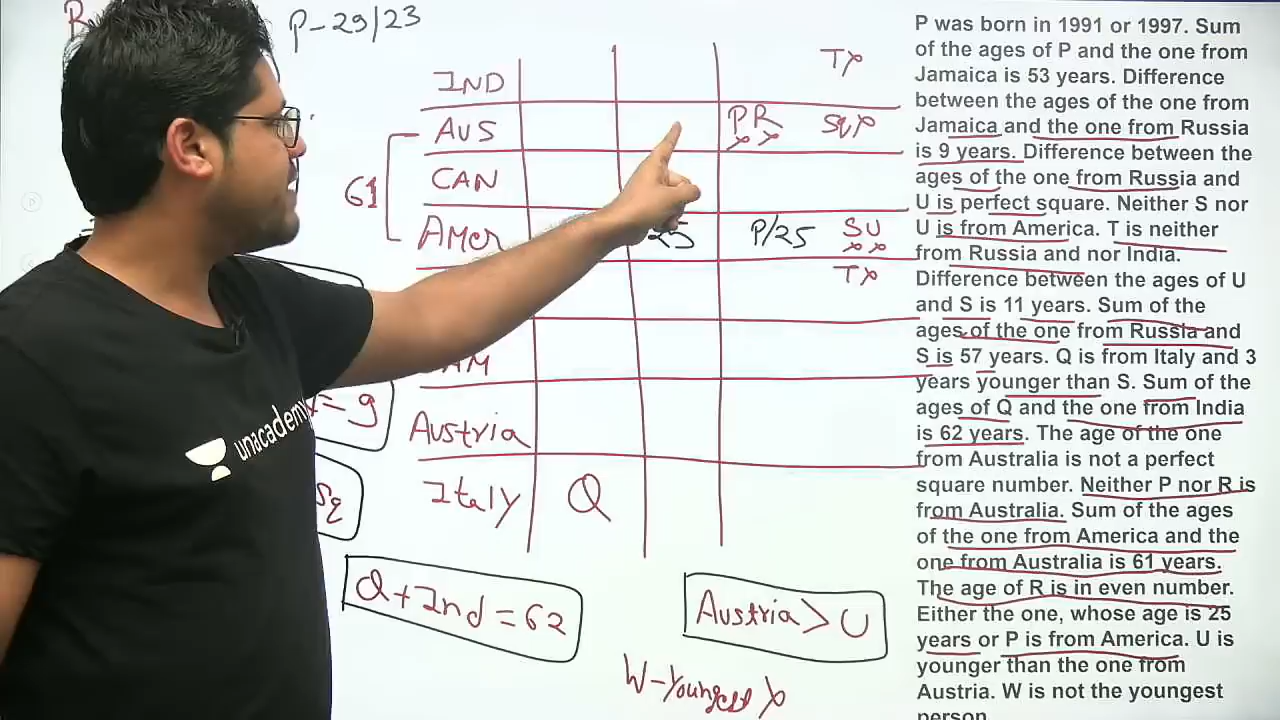 R
P-29/23
IND
Tx
AUS
PR
x x
Sqx
61
CAN
AMer
25
P/25
SU
x x
Tx
AM
x=9
Austria
Italy
Q
sq
Q+Ind=62
Austria > U
W-Youngest x
unacademy
P was born in 1991 or 1997. Sum
of the ages of P and the one from
Jamaica is 53 years. Difference
between the ages of the one from
Jamaica and the one from Russia
is 9 years. Difference between the
ages of the one from Russia and
U is perfect square. Neither S nor
U is from America. T is neither
from Russia and nor India.
Difference between the ages of U
and S is 11 years. Sum of the
ages of the one from Russia and
S is 57 years. Q is from Italy and 3
years younger than S. Sum of the
ages of Q and the one from India
is 62 years. The age of the one
from Australia is not a perfect
square number. Neither P nor R is
from Australia. Sum of the ages
of the one from America and the
one from Australia is 61 years.
The age of R is in even number.
Either the one, whose age is 25
years or P is from America. U is
younger than the one from
Austria. W is not the youngest
person.